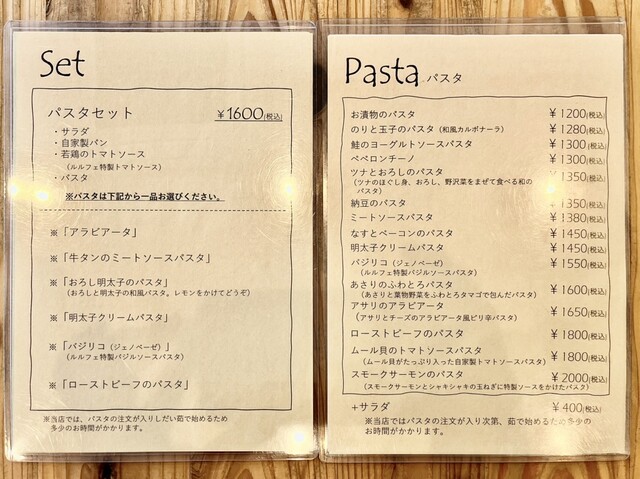 Set
パスタセット ￥1600(税込)
・サラダ
・自家製パン
・若鶏のトマトソース
(ルルフェ特製トマトソース)
・パスタ
※パスタは下記から一品お選びください。
※「アラビアータ」
※「牛タンのミートソースパスタ」
※「おろし明太子のパスタ」
(おろしと明太子の和風パスタ。レモンをかけてどうぞ)
※「明太子クリームパスタ」
※「バジリコ(ジェノベーゼ)」
(ルルフェ特製バジルソースパスタ)
※「ローストビーフのパスタ」
※当店では、パスタの注文が入りしだい茹で始めるため
多少のお時間がかかります。
Pasta パスタ
お漬物のパスタ ￥1200(税込)
のりと玉子のパスタ(和風カルボナーラ) ￥1280(税込)
鮭のヨーグルトソースパスタ ￥1300(税込)
ペペロンチーノ ￥1300(税込)
ツナとおろしのパスタ ￥1350(税込)
(ツナのほぐし身、おろし、野沢菜をまぜて食べる和の
パスタ)
納豆のパスタ ￥1350(税込)
ミートソースパスタ ￥1380(税込)
なすとベーコンのパスタ ￥1450(税込)
明太子クリームパスタ ￥1450(税込)
バジリコ(ジェノベーゼ) ￥1550(税込)
(ルルフェ特製バジルソースパスタ)
あさりのふわとろパスタ ￥1600(税込)
(あさりと葉物野菜をふわとろタマゴで包んだパスタ)
アサリのアラビアータ ￥1650(税込)
(アサリとチーズのアラビアータ風ピリ辛パスタ)
ローストビーフのパスタ ￥1800(税込)
ムール貝のトマトソースパスタ ￥1800(税込)
(ムール貝がたっぷり入った自家製トマトソースパスタ)
スモークサーモンのパスタ ￥2000(税込)
(スモークサーモンとシャキシャキの玉ねぎに特製ソースをかけたパスタ)
+サラダ ￥400(税込)
※当店ではパスタの注文が入り次第、茹で始めるため多少の
お時間がかかります。